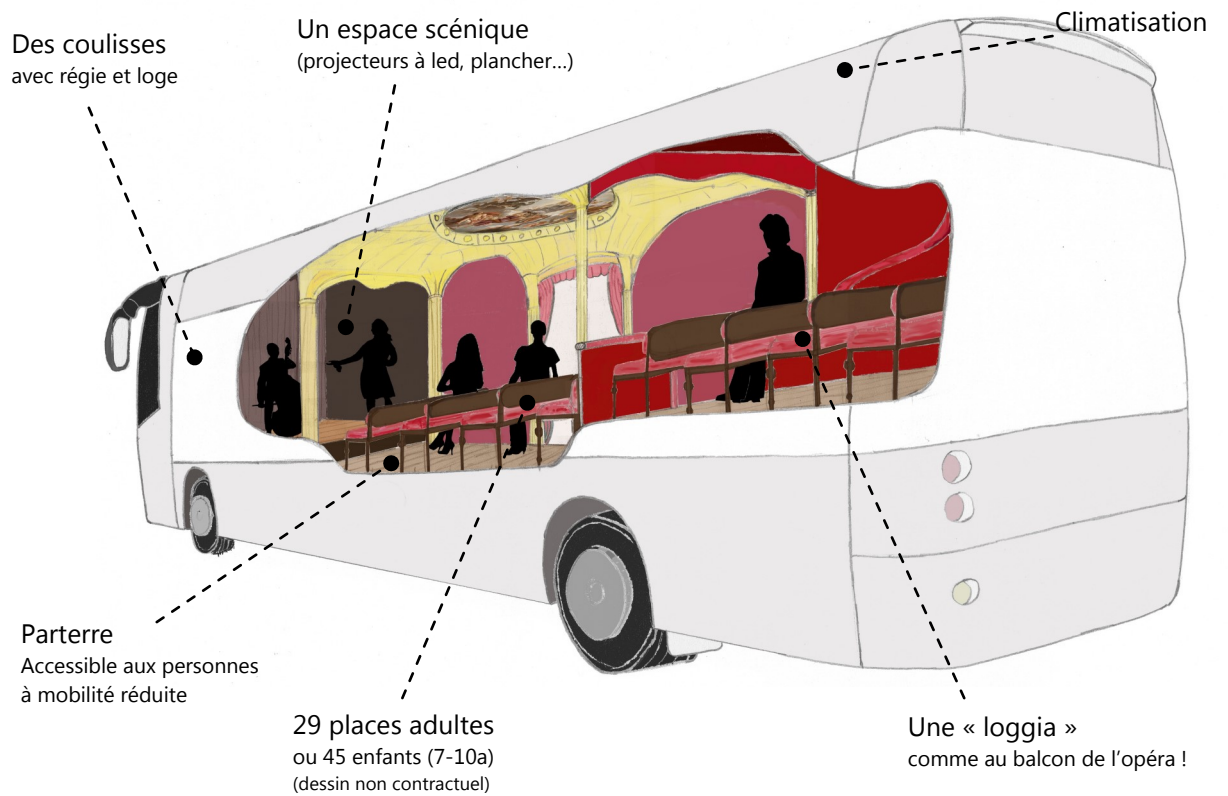 Des coulisses
avec régie et loge
Un espace scénique
(projecteurs à led, plancher...)
Climatisation
Parterre
Accessible aux personnes
à mobilité réduite
29 places adultes
ou 45 enfants (7-10a)
(dessin non contractuel)
Une « loggia »
comme au balcon de l'opéra !